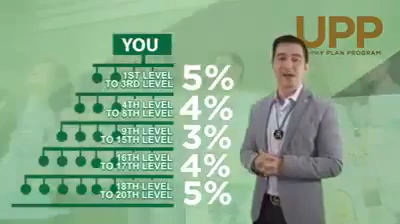 UPP
PLAN PROGRAM
YOU
1ST LEVEL
TO 3RD LEVEL
5%
4TH LEVEL
TO 8TH LEVEL
4%
9TH LEVEL
TO 15TH LEVEL
3%
16TH LEVEL
TO 17TH LEVEL
4%
18TH LEVEL
TO 20TH LEVEL
5%